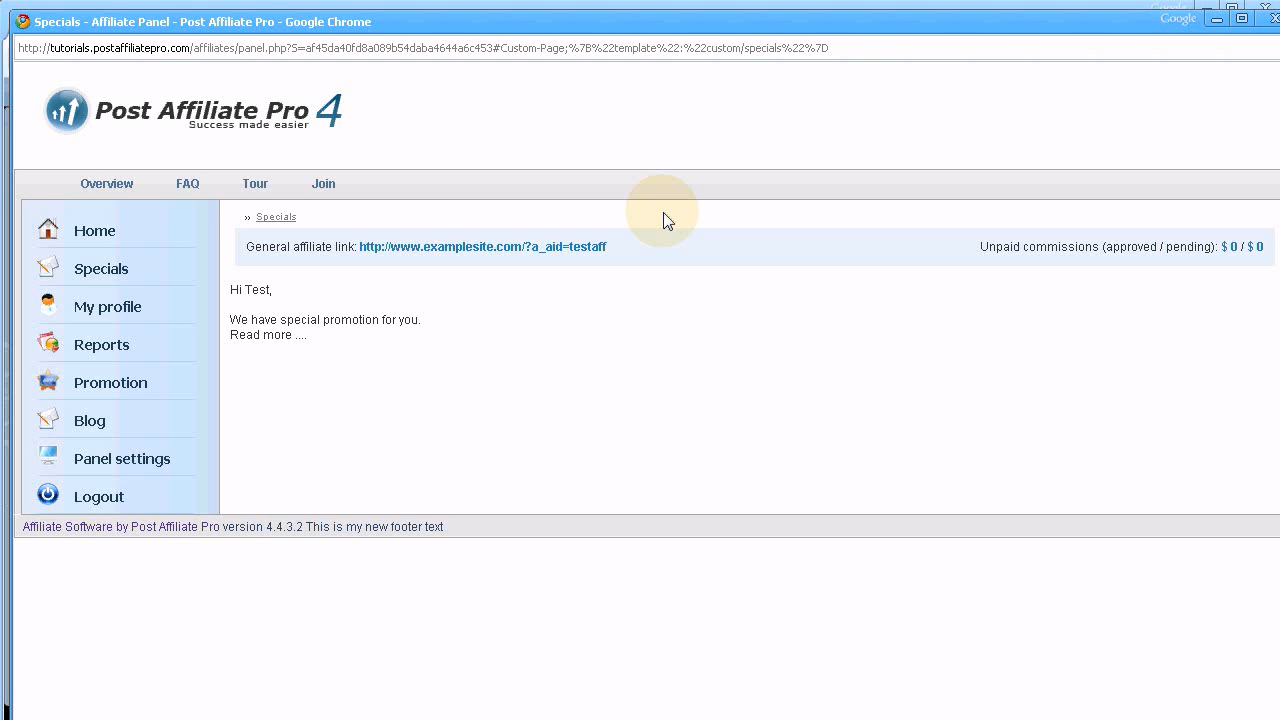 Specials - Affiliate Panel - Post Affiliate Pro - Google Chrome
Google
Google
http://tutorials.postaffiliatepro.com/affiliates/panel.php?S=af45da40fd8a089b54daba4644a6c453#Custom-Page;%7B%22template%22:%22custom/specials%22%7D
Post Affiliate Pro 4
Success made easier
Overview FAQ Tour Join
Home
Specials
My profile
Reports
Promotion
Blog
Panel settings
Logout
» Specials
General affiliate link: http://www.examplesite.com/?a_aid=testaff
Unpaid commissions (approved / pending): $ 0 / $ 0
Hi Test,
We have special promotion for you.
Read more ....
Affiliate Software by Post Affiliate Pro version 4.4.3.2 This is my new footer text